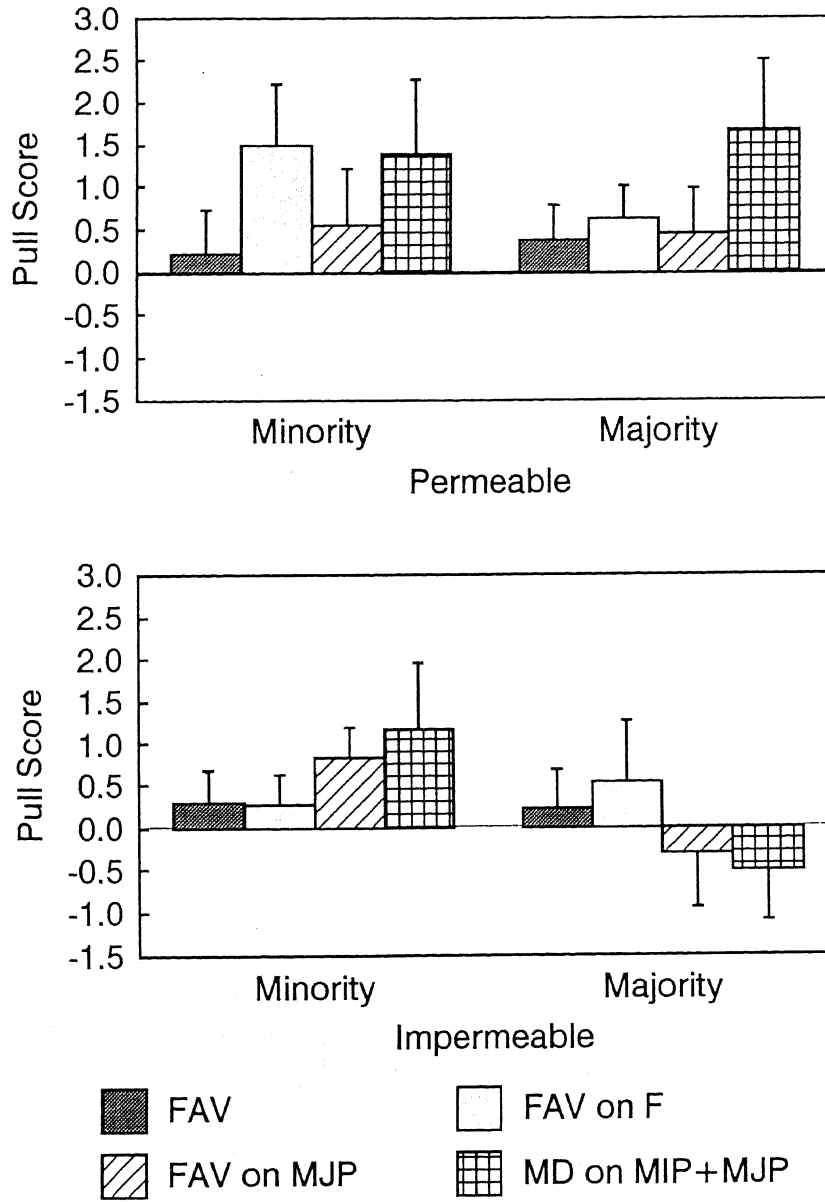 3.0
2.5
2.0
1.5
1.0
0.5
0.0
-0.5
-1.0
-1.5
Pull Score
Minority Majority
Permeable
3.0
2.5
2.0
1.5
1.0
0.5
0.0
-0.5
-1.0
-1.5
Pull Score
Minority Majority
Impermeable
FAV FAV on F
FAV on MJP MD on MIP+MJP